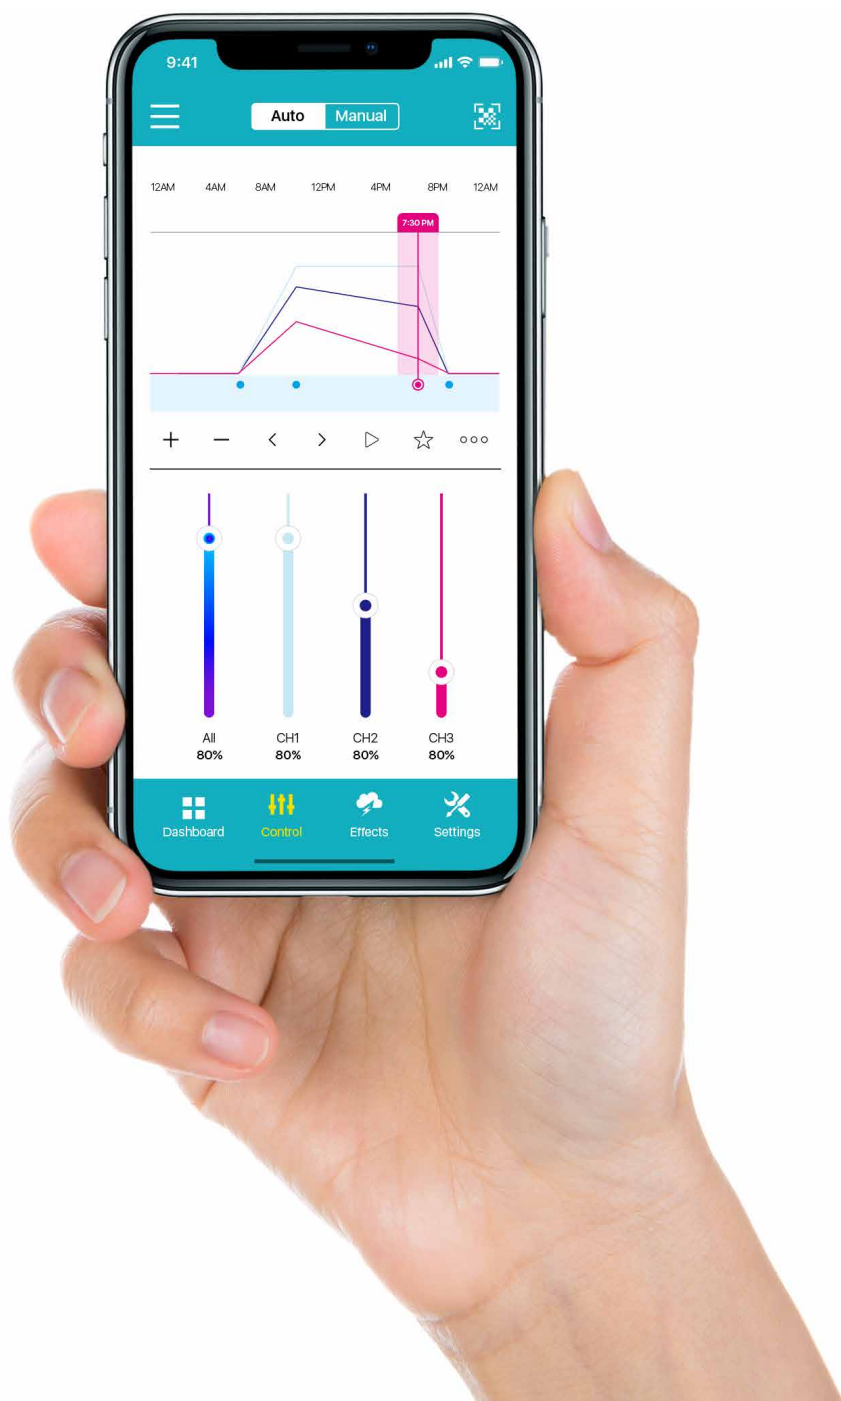 9:41
Auto Manual
12AM 4AM 8AM 12PM 4PM 8PM 12AM
7:30 PM
All CH1 CH2 CH3
80% 80% 80% 80%
Dashboard Control Effects Settings